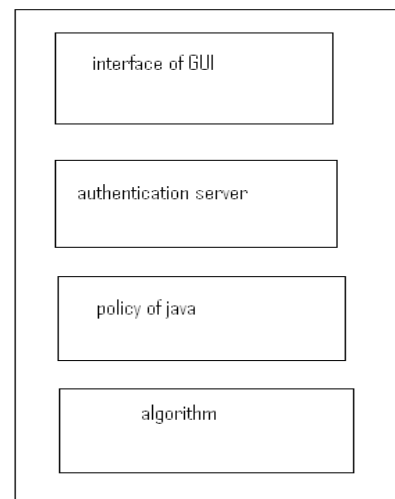 interface of GUI
authentication server
policy of java
algorithm